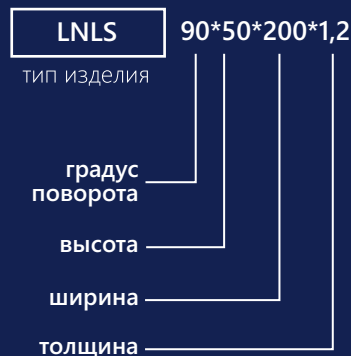 LNLS 90*50*200*1,2
тип изделия
градус
поворота
высота
ширина
толщина